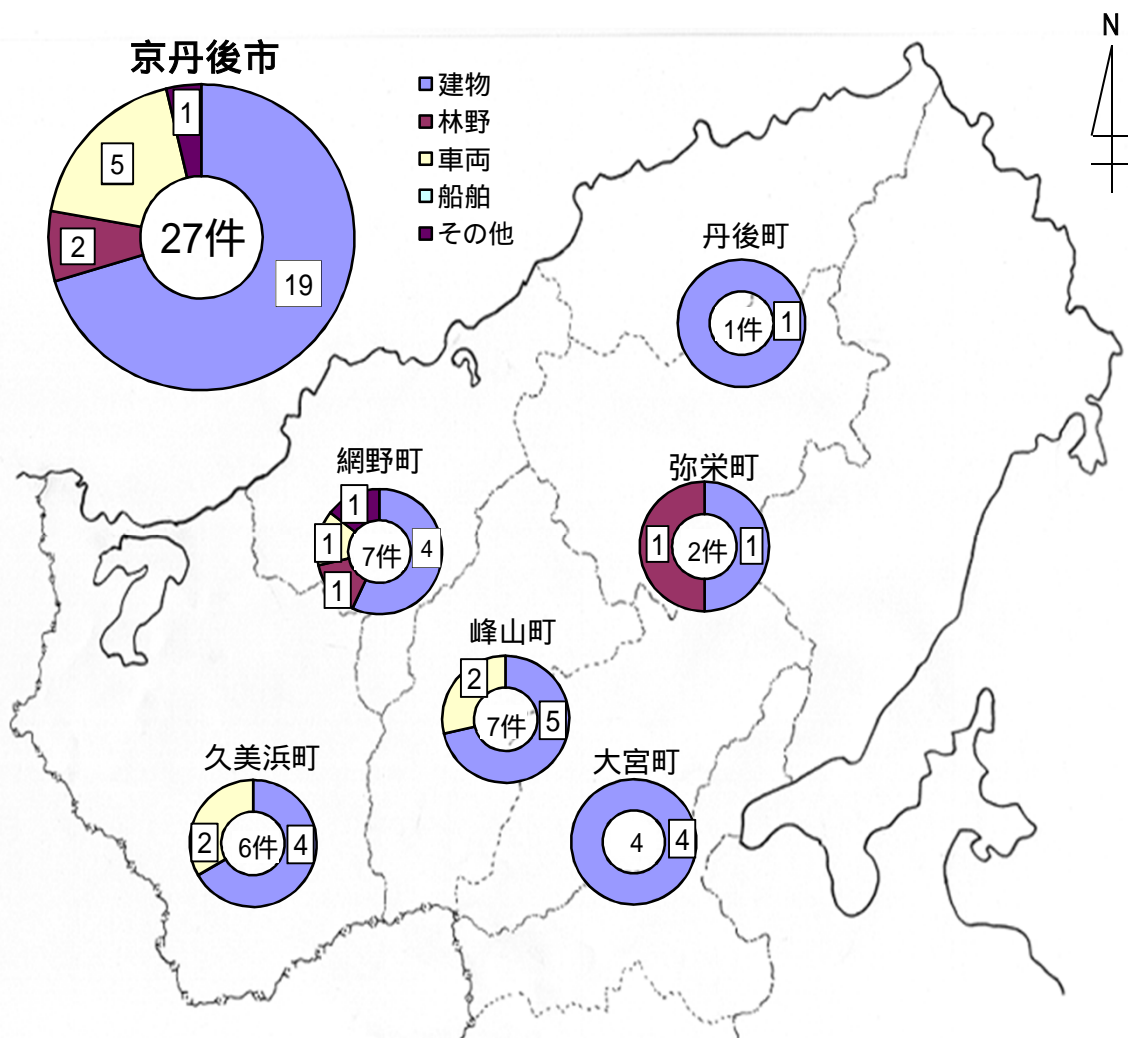 京丹後市
1
5
2
27件
19
建物
林野
車両
船舶
その他
N
丹後町
1件
1
網野町
1
1
7件
4
1
弥栄町
1
2件
1
峰山町
2
7件
5
久美浜町
2
6件
4
大宮町
4
4